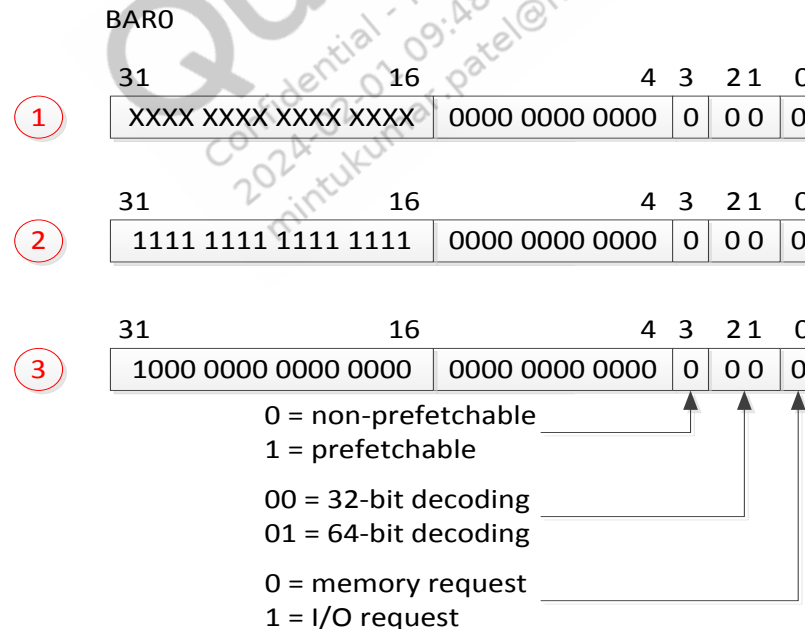 BAR0
31 16 4 3 2 1 0
1 XXXX XXXX XXXX XXXX 0000 0000 0000 0 0 0 0
31 16 4 3 2 1 0
2 1111 1111 1111 1111 0000 0000 0000 0 0 0 0
31 16 4 3 2 1 0
3 1000 0000 0000 0000 0000 0000 0000 0 0 0 0
0 = non-prefetchable
1 = prefetchable
00 = 32-bit decoding
01 = 64-bit decoding
0 = memory request
1 = I/O request